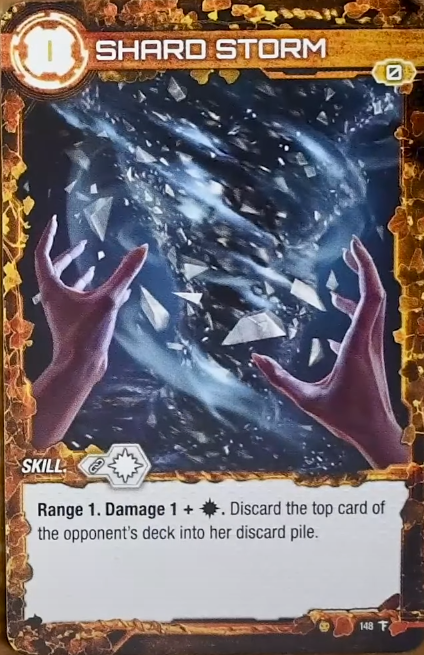 1 SHARD STORM
0
SKILL:
Range 1. Damage 1 + . Discard the top card of
the opponent's deck into her discard pile.
148 F